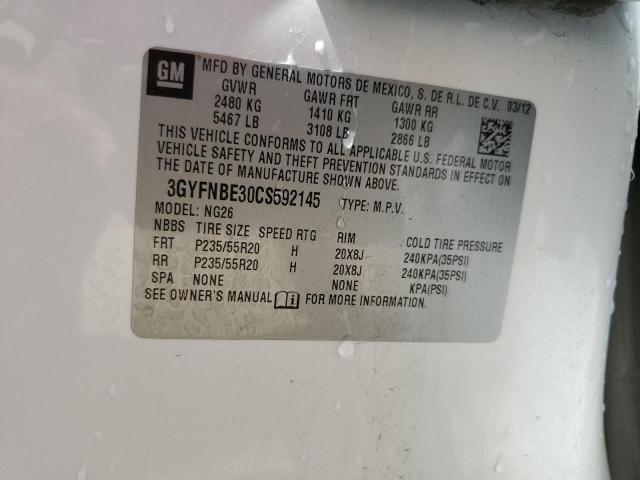 GM
MFD BY GENERAL MOTORS DE MEXICO, S. DE R.L. DE C.V. 03/12
GVWR GAWR FRT GAWR RR
2480 KG 1410 KG 1300 KG
5467 LB 3108 LB 2866 LB
THIS VEHICLE CONFORMS TO ALL APPLICABLE U.S. FEDERAL MOTOR
VEHICLE SAFETY AND THEFT PREVENTION STANDARDS IN EFFECT ON
THE DATE OF MANUFACTURE SHOWN ABOVE.
3GYFNBE30CS592145 TYPE: M.P.V.
MODEL: NG26
NBBS TIRE SIZE SPEED RTG RIM COLD TIRE PRESSURE
FRT P235/55R20 H 20X8J 240KPA(35PSI)
RR P235/55R20 H 20X8J 240KPA(35PSI)
SPA NONE NONE KPA(PSI)
SEE OWNER'S MANUAL FOR MORE INFORMATION.